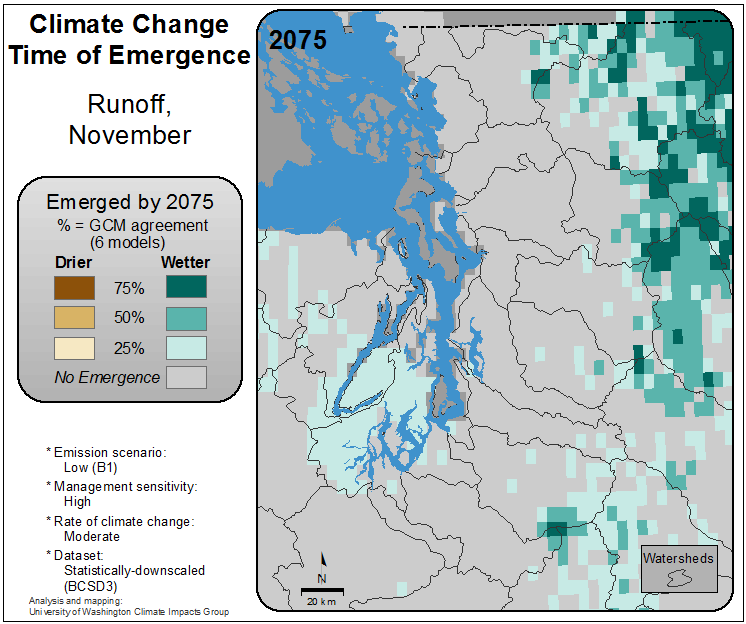 Climate Change
Time of Emergence
Runoff,
November
Emerged by 2075
% = GCM agreement
(6 models)
Drier Wetter
75%
50%
25%
No Emergence
* Emission scenario:
Low (B1)
* Management sensitivity:
High
* Rate of climate change:
Moderate
* Dataset:
Statistically-downscaled
(BCSD3)
Analysis and mapping:
University of Washington Climate Impacts Group
2075
N
20 km
Watersheds